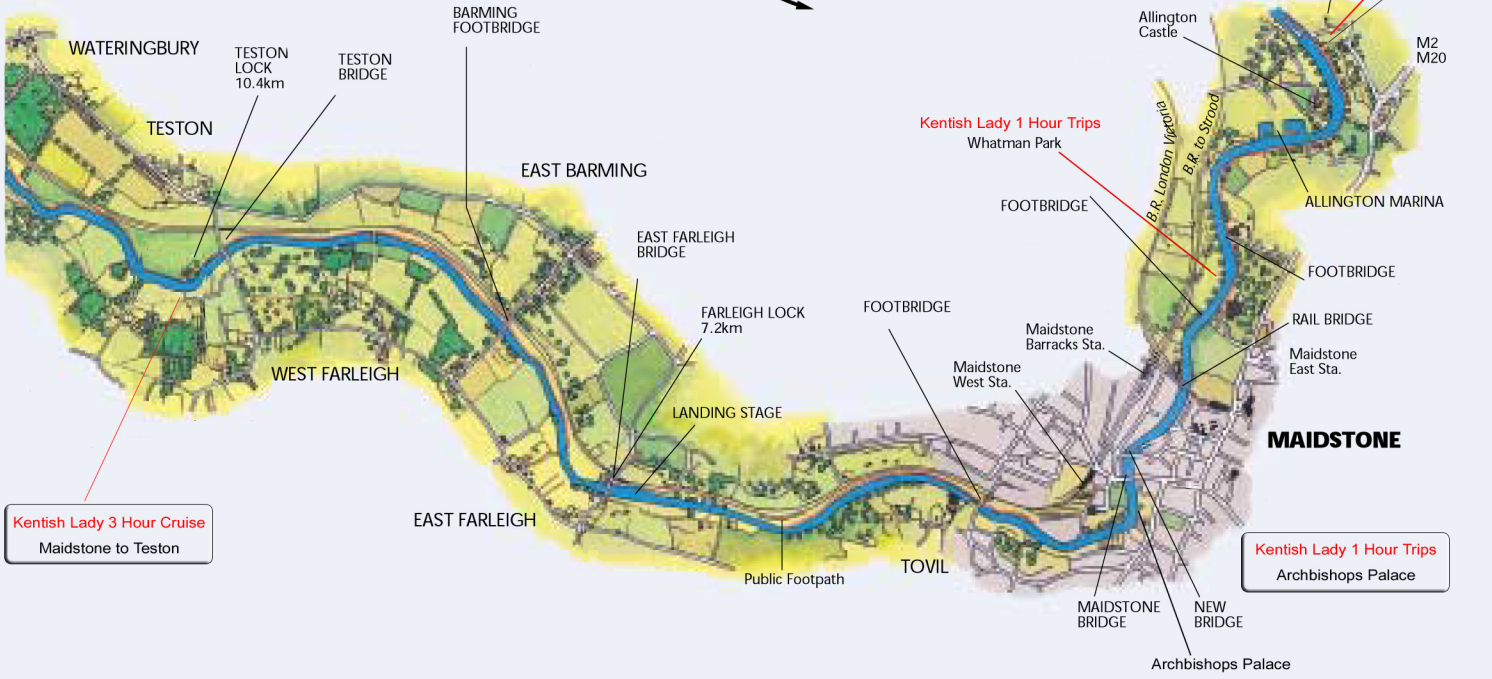 BARMING
FOOTBRIDGE
Allington
Castle
M2
M20
WATERINGBURY
TESTON
LOCK
10.4km
TESTON
BRIDGE
TESTON
EAST BARMING
Kentish Lady 1 Hour Trips
Whatman Park
B.R. London Victoria
B.R. to Strood
FOOTBRIDGE
ALLINGTON MARINA
EAST FARLEIGH
BRIDGE
FOOTBRIDGE
FARLEIGH LOCK
7.2km
FOOTBRIDGE
RAIL BRIDGE
Maidstone
Barracks Sta.
Maidstone
East Sta.
Maidstone
West Sta.
WEST FARLEIGH
LANDING STAGE
MAIDSTONE
EAST FARLEIGH
Kentish Lady 3 Hour Cruise
Maidstone to Teston
Kentish Lady 1 Hour Trips
Archbishops Palace
TOVIL
Public Footpath
MAIDSTONE
BRIDGE
NEW
BRIDGE
Archbishops Palace